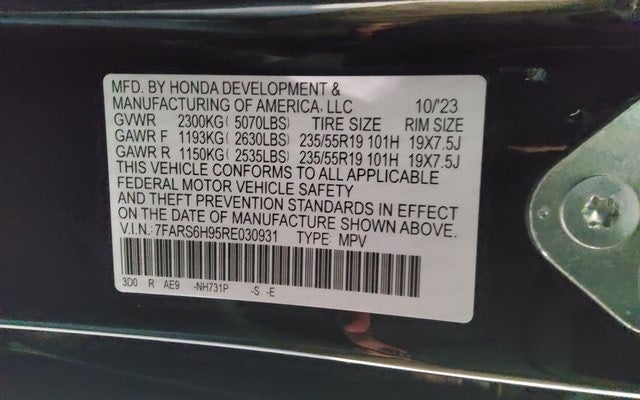 MFD. BY HONDA DEVELOPMENT &
MANUFACTURING OF AMERICA, LLC 10/'23
GVWR 2300KG( 5070LBS) TIRE SIZE RIM SIZE
GAWR F 1193KG ( 2630LBS) 235/55R19 101H 19X7.5J
GAWR R 1150KG ( 2535LBS) 235/55R19 101H 19X7.5J
THIS VEHICLE CONFORMS TO ALL APPLICABLE
FEDERAL MOTOR VEHICLE SAFETY
AND THEFT PREVENTION STANDARDS IN EFFECT
ON THE DATE OF MANUFACTURE SHOWN ABOVE.
V.I.N.: 7FARS6H95RE030931 TYPE: MPV
3D0 R AE9 -NH731P -S -E